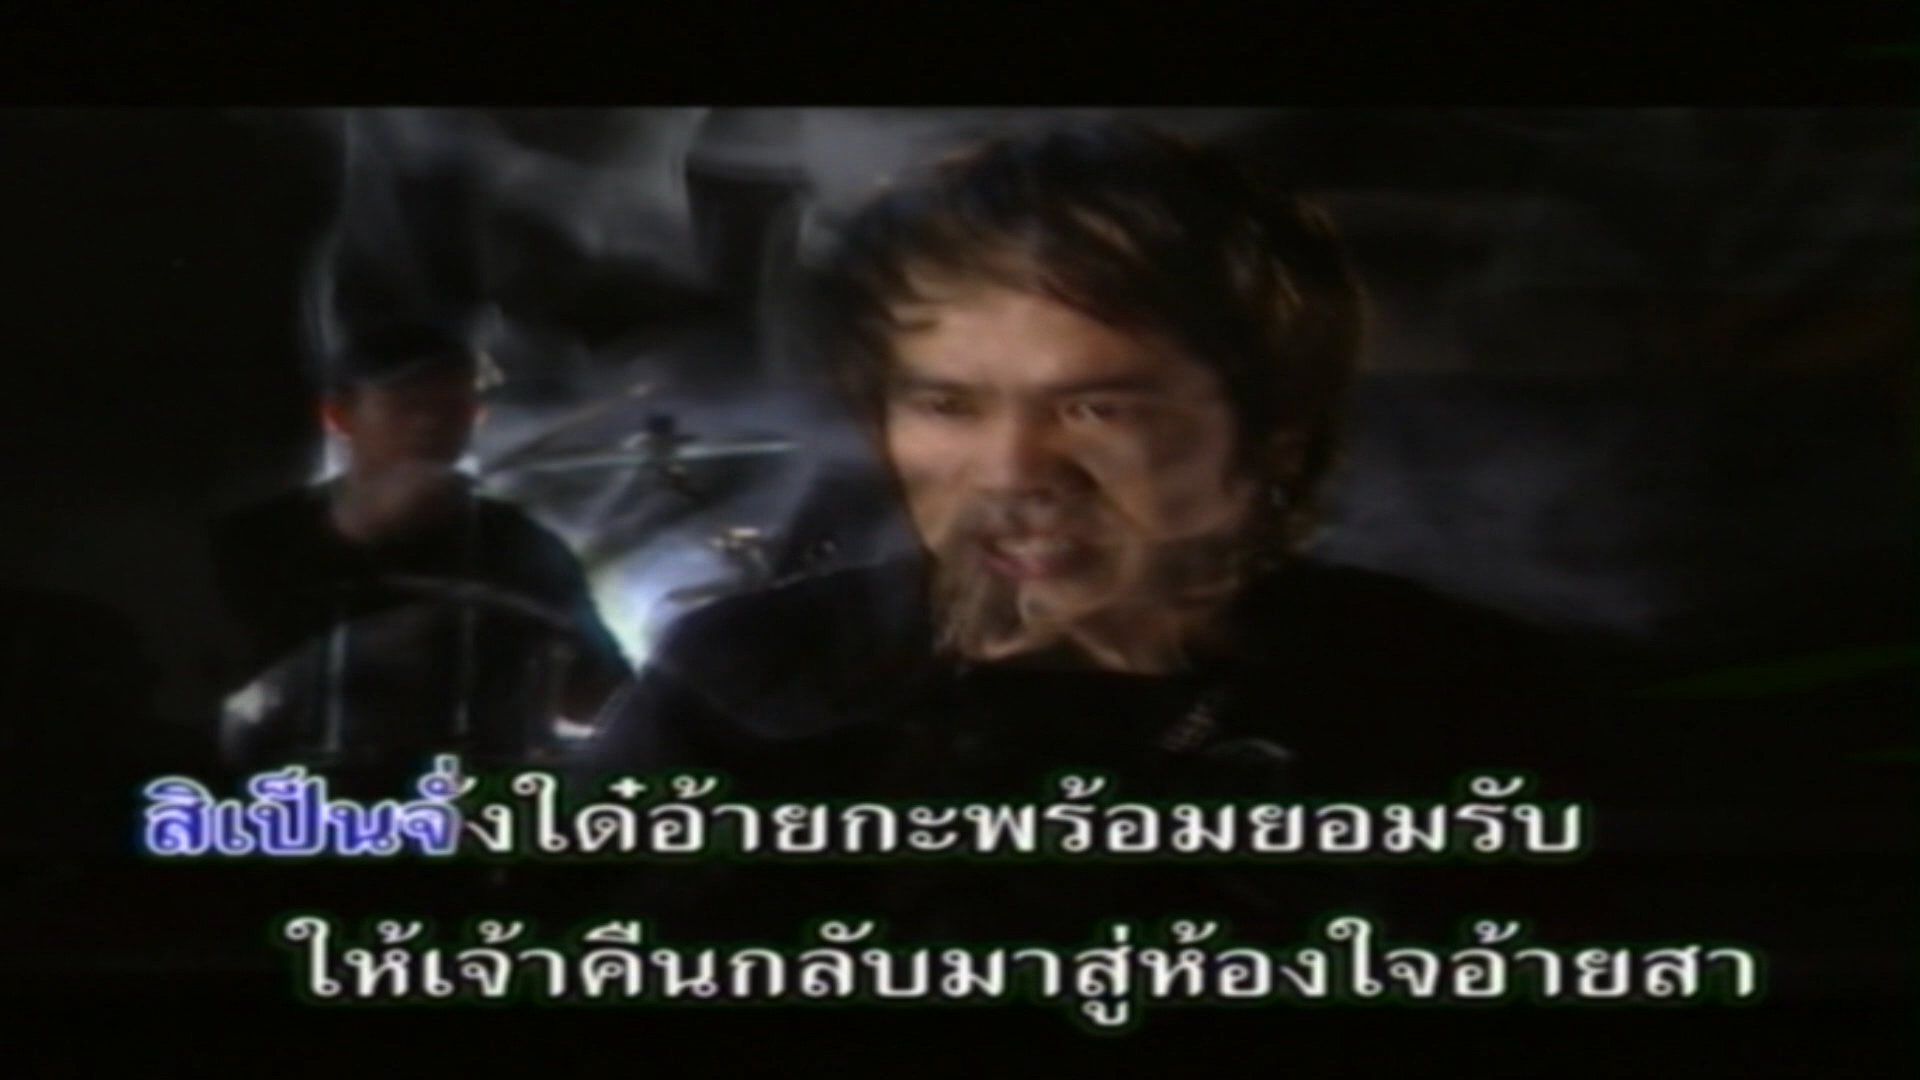 สิเป็นจั่งใด๋อ้ายกะพร้อมยอมรับ
ให้เจ้าคืนกลับมาสู่ห้องใจอ้ายสา